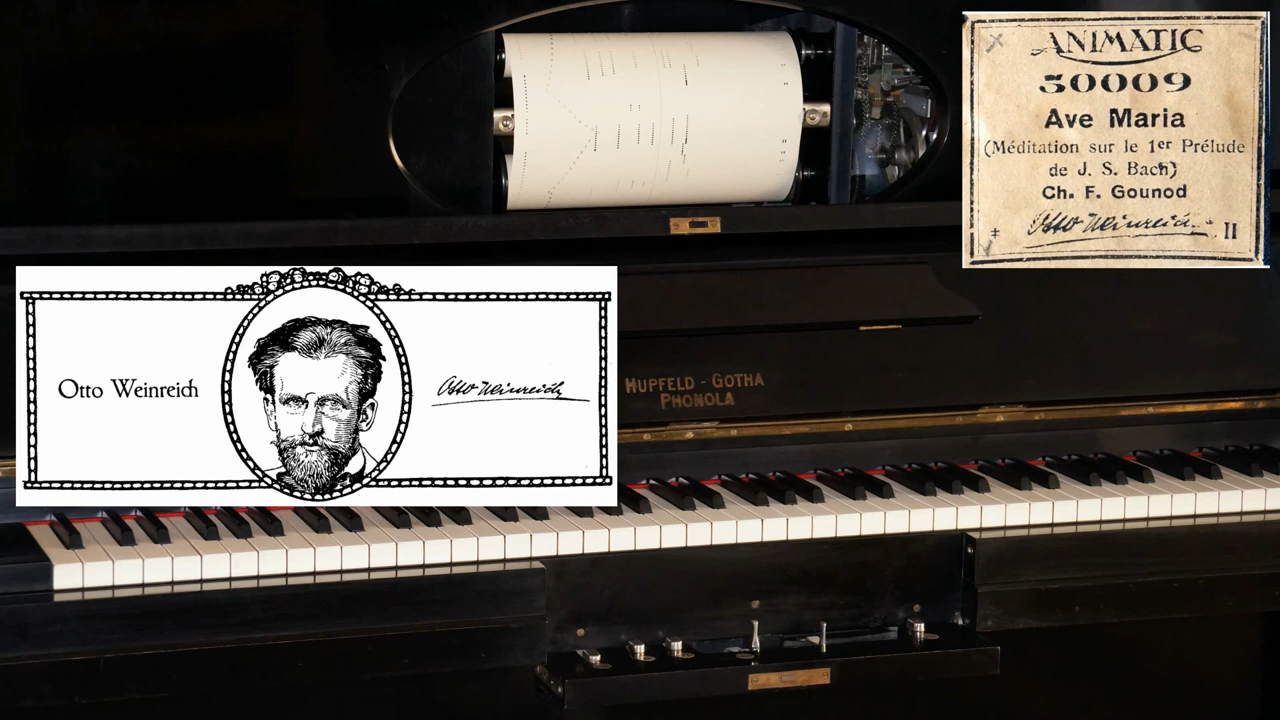 ANIMATIC
50009
Ave Maria
(Méditation sur le 1er Prélude
de J. S. Bach)
Ch. F. Gounod
Otto Weinreich II
Otto Weinreich
Otto Weinreich
HUPFELD - GOTHA
PHONOLA